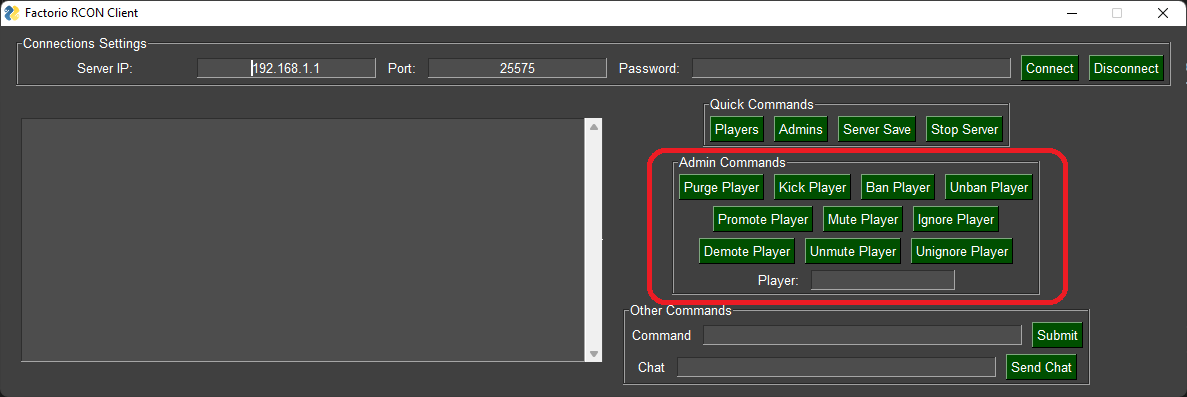 Factorio RCON Client
Connections Settings
Server IP: 192.168.1.1 Port: 25575 Password: Connect Disconnect
Quick Commands
Players Admins Server Save Stop Server
Admin Commands
Purge Player Kick Player Ban Player Unban Player
Promote Player Mute Player Ignore Player
Demote Player Unmute Player Unignore Player
Player:
Other Commands
Command Submit
Chat Send Chat